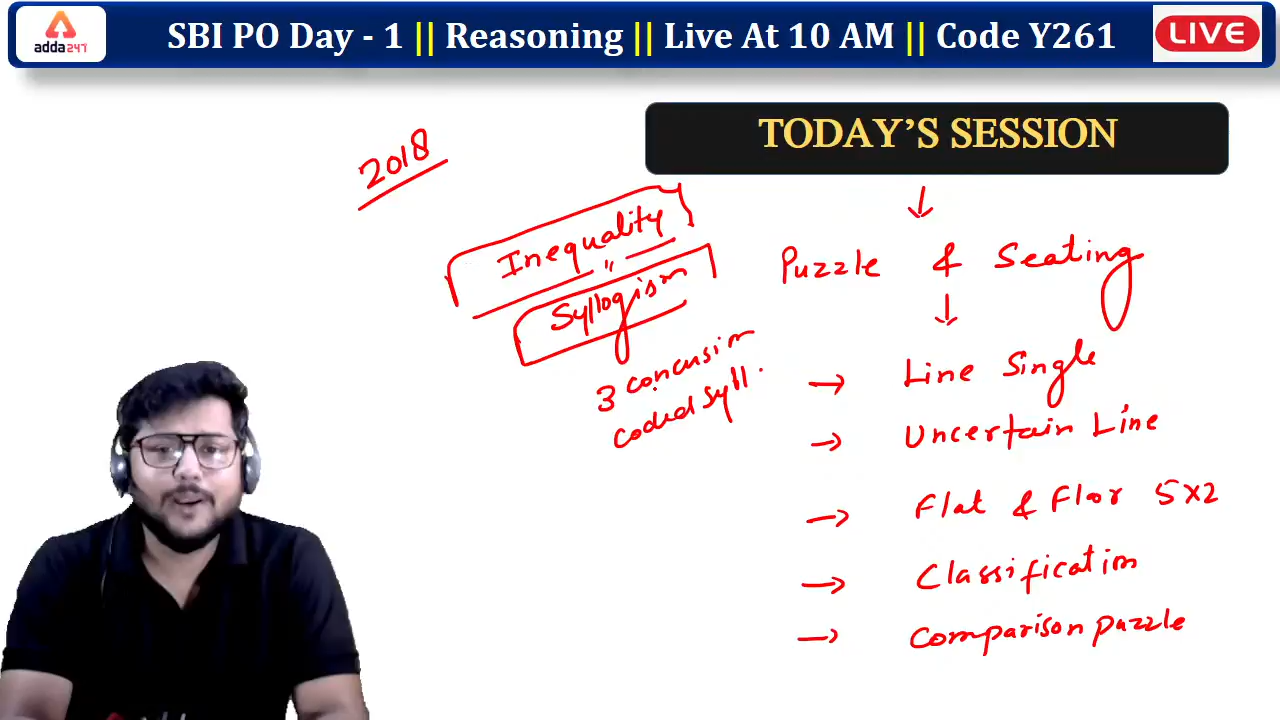 adda247
SBI PO Day - 1 || Reasoning || Live At 10 AM || Code Y261
LIVE
TODAY'S SESSION
2018
Inequality
"
Syllogism
3 concusion
coded syll.
Puzzle & Seating
→ Line Single
→ Uncertain Line
→ Flat & Flor 5x2
→ Classification
→ Comparison puzzle